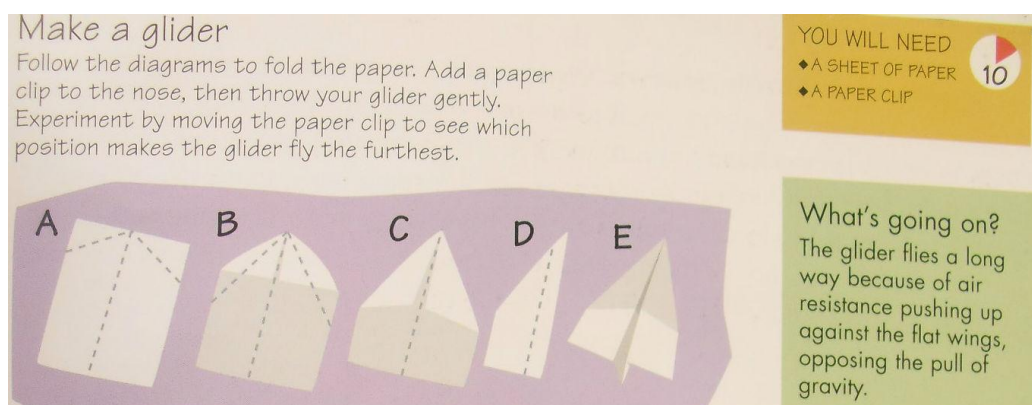 Make a glider
Follow the diagrams to fold the paper. Add a paper
clip to the nose, then throw your glider gently.
Experiment by moving the paper clip to see which
position makes the glider fly the furthest.
YOU WILL NEED
◆ A SHEET OF PAPER
◆ A PAPER CLIP
10
A
B
C
D
E
What's going on?
The glider flies a long
way because of air
resistance pushing up
against the flat wings,
opposing the pull of
gravity.